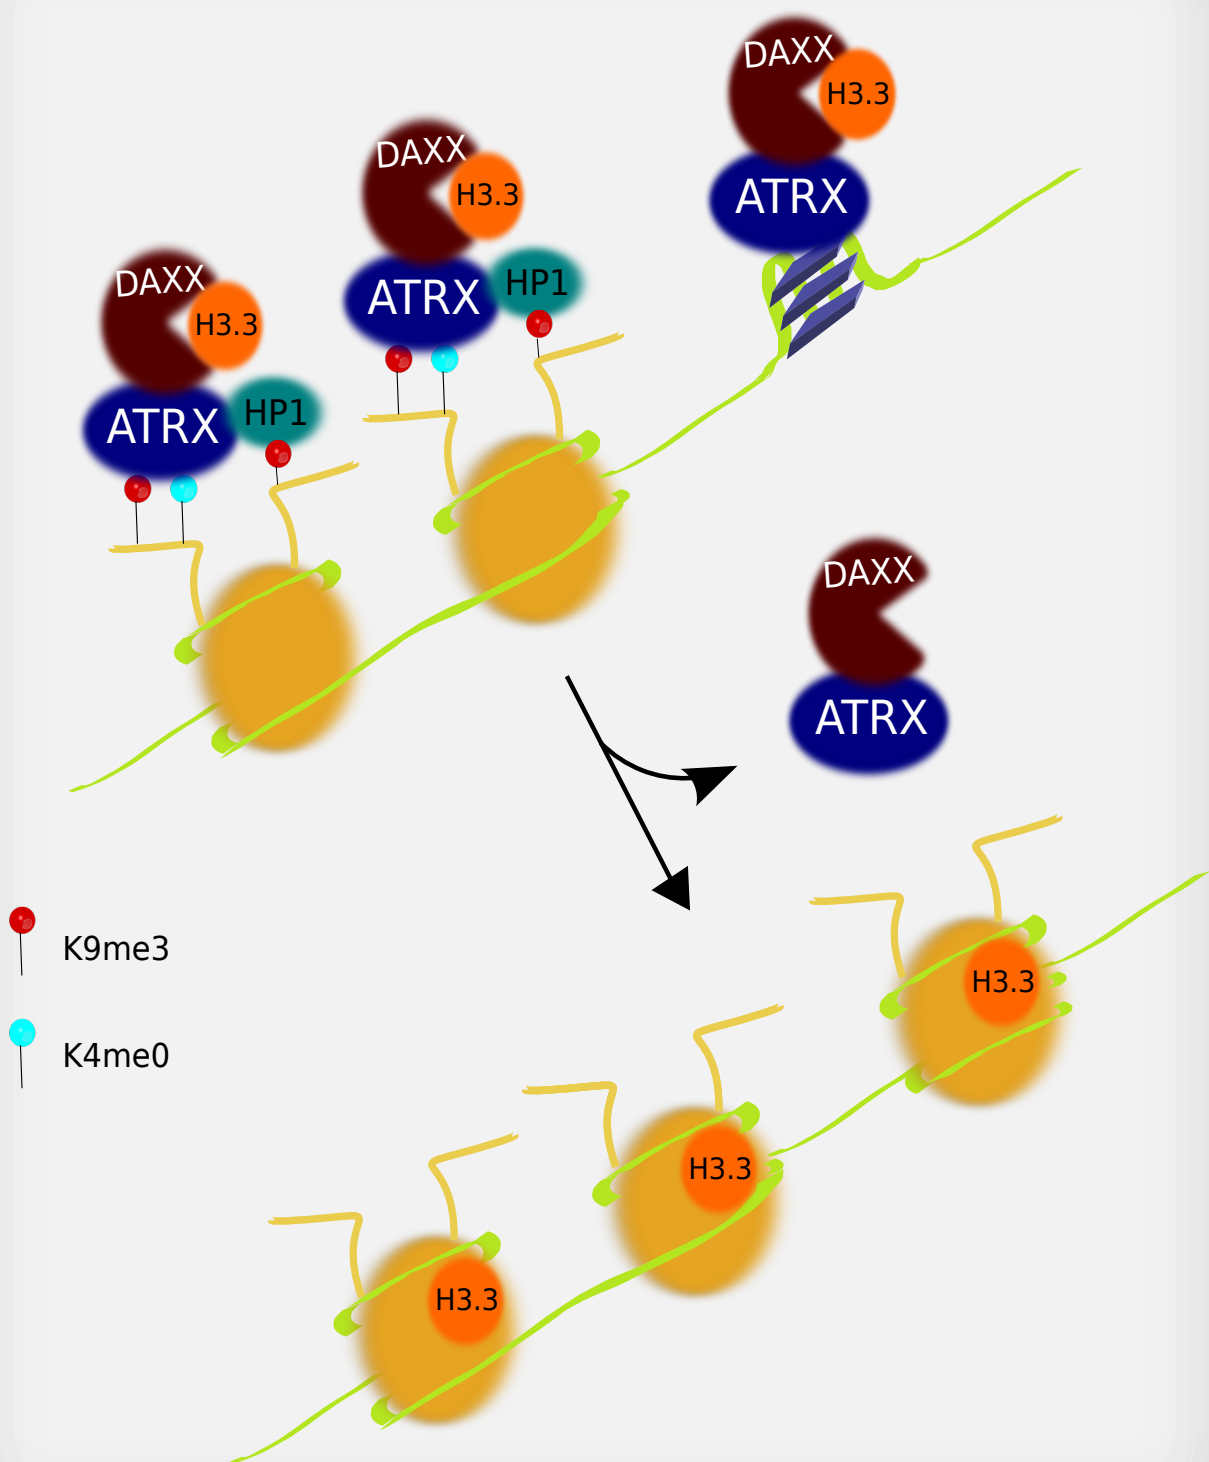 DAXX
H3.3
ATRX
DAXX
H3.3
ATRX
HP1
DAXX
H3.3
ATRX
HP1
DAXX
ATRX
K9me3
K4me0
H3.3
H3.3
H3.3